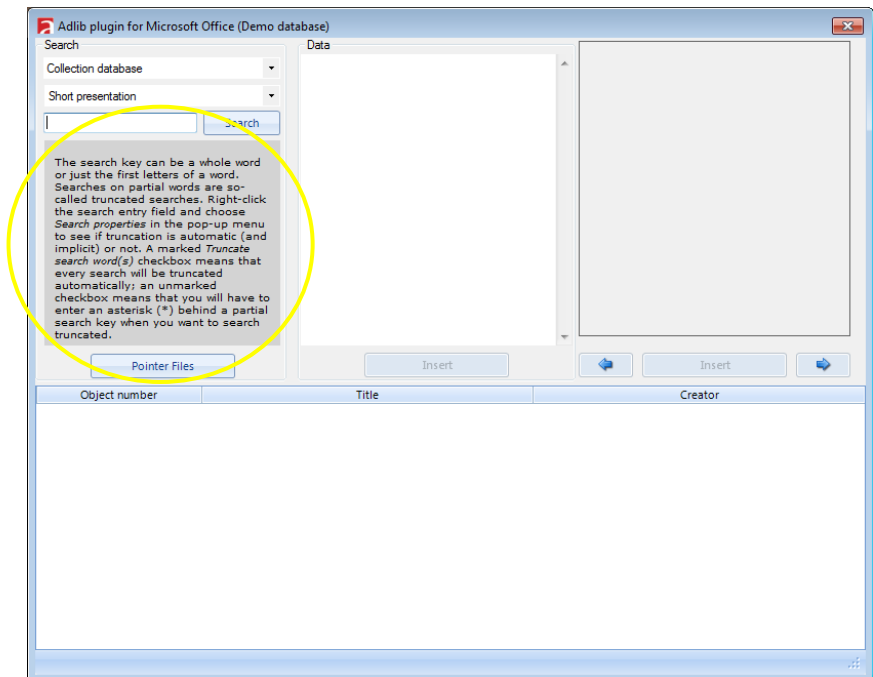 Adlib plugin for Microsoft Office (Demo database)
Search
Data
Collection database
Short presentation
Search
The search key can be a whole word
or just the first letters of a word.
Searches on partial words are so-
called truncated searches. Right-click
the search entry field and choose
Search properties in the pop-up menu
to see if truncation is automatic (and
implicit) or not. A marked Truncate
search word(s) checkbox means that
every search will be truncated
automatically; an unmarked
checkbox means that you will have to
enter an asterisk (*) behind a partial
search key when you want to search
truncated.
Pointer Files
Insert
Insert
Object number
Title
Creator